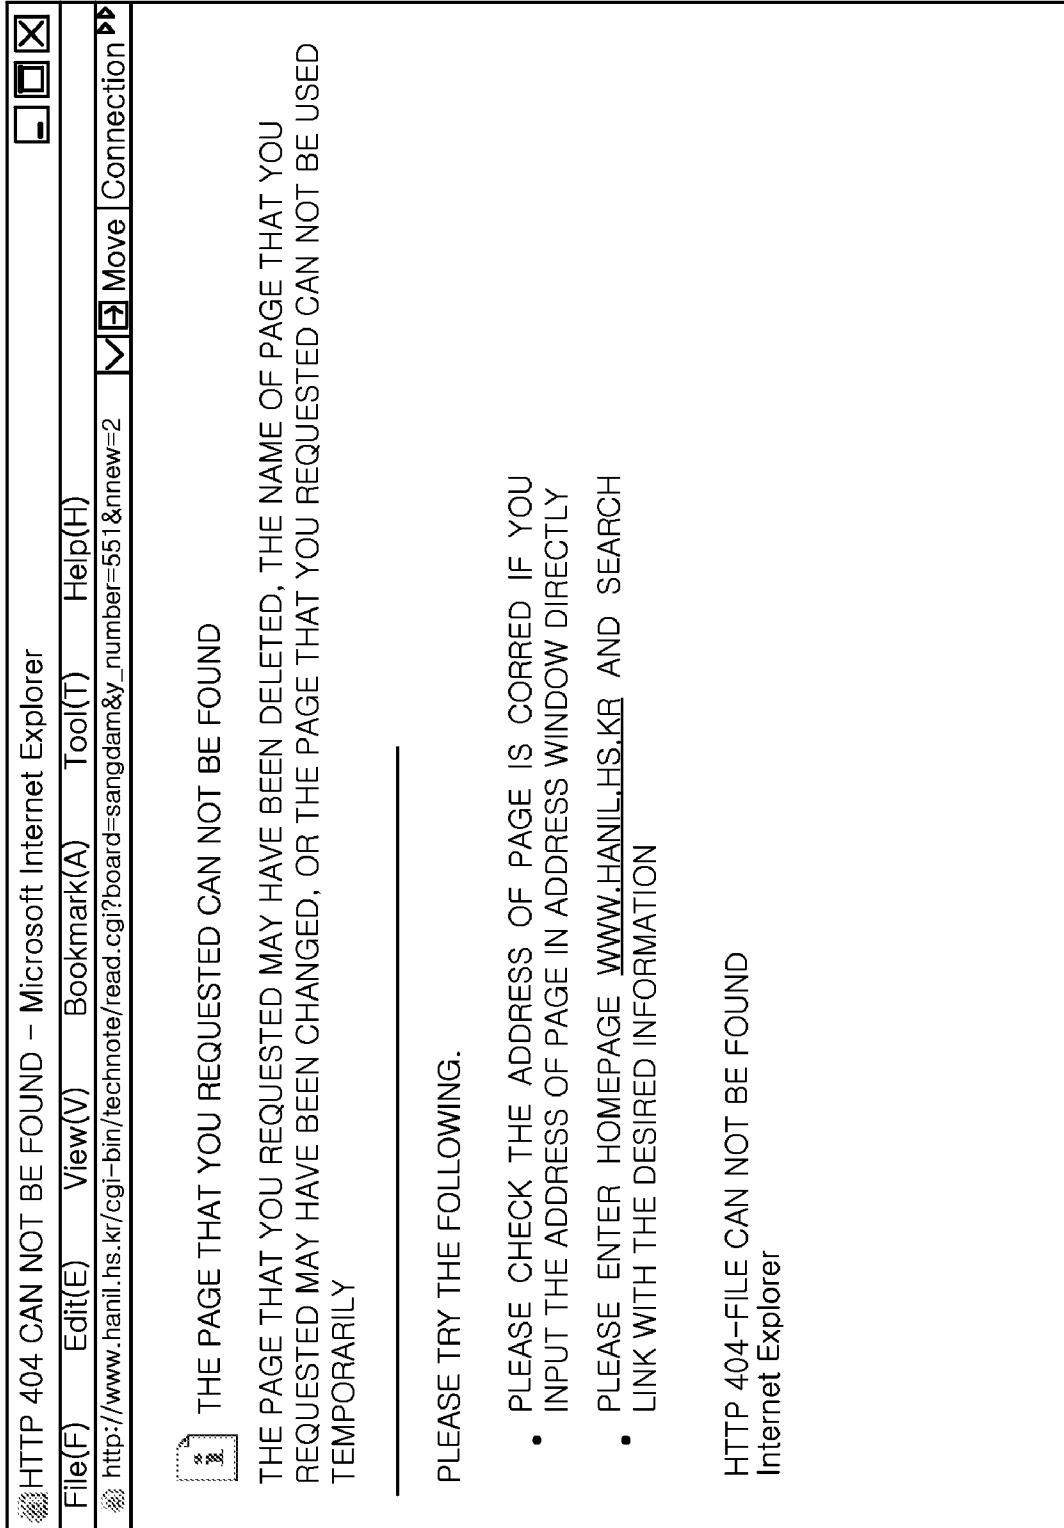 HTTP 404 CAN NOT BE FOUND - Microsoft Internet Explorer
File(F) Edit(E) View(V) Bookmark(A) Tool(T) Help(H)
http://www.hanil.hs.kr/cgi-bin/technote/read.cgi?board=sangdam&y_number=551&nnew=2 Move Connection
i THE PAGE THAT YOU REQUESTED CAN NOT BE FOUND
THE PAGE THAT YOU REQUESTED MAY HAVE BEEN DELETED, THE NAME OF PAGE THAT YOU
REQUESTED MAY HAVE BEEN CHANGED, OR THE PAGE THAT YOU REQUESTED CAN NOT BE USED
TEMPORARILY
PLEASE TRY THE FOLLOWING.
• PLEASE CHECK THE ADDRESS OF PAGE IS CORRED IF YOU
INPUT THE ADDRESS OF PAGE IN ADDRESS WINDOW DIRECTLY
• PLEASE ENTER HOMEPAGE WWW.HANIL.HS.KR AND SEARCH
LINK WITH THE DESIRED INFORMATION
HTTP 404-FILE CAN NOT BE FOUND
Internet Explorer